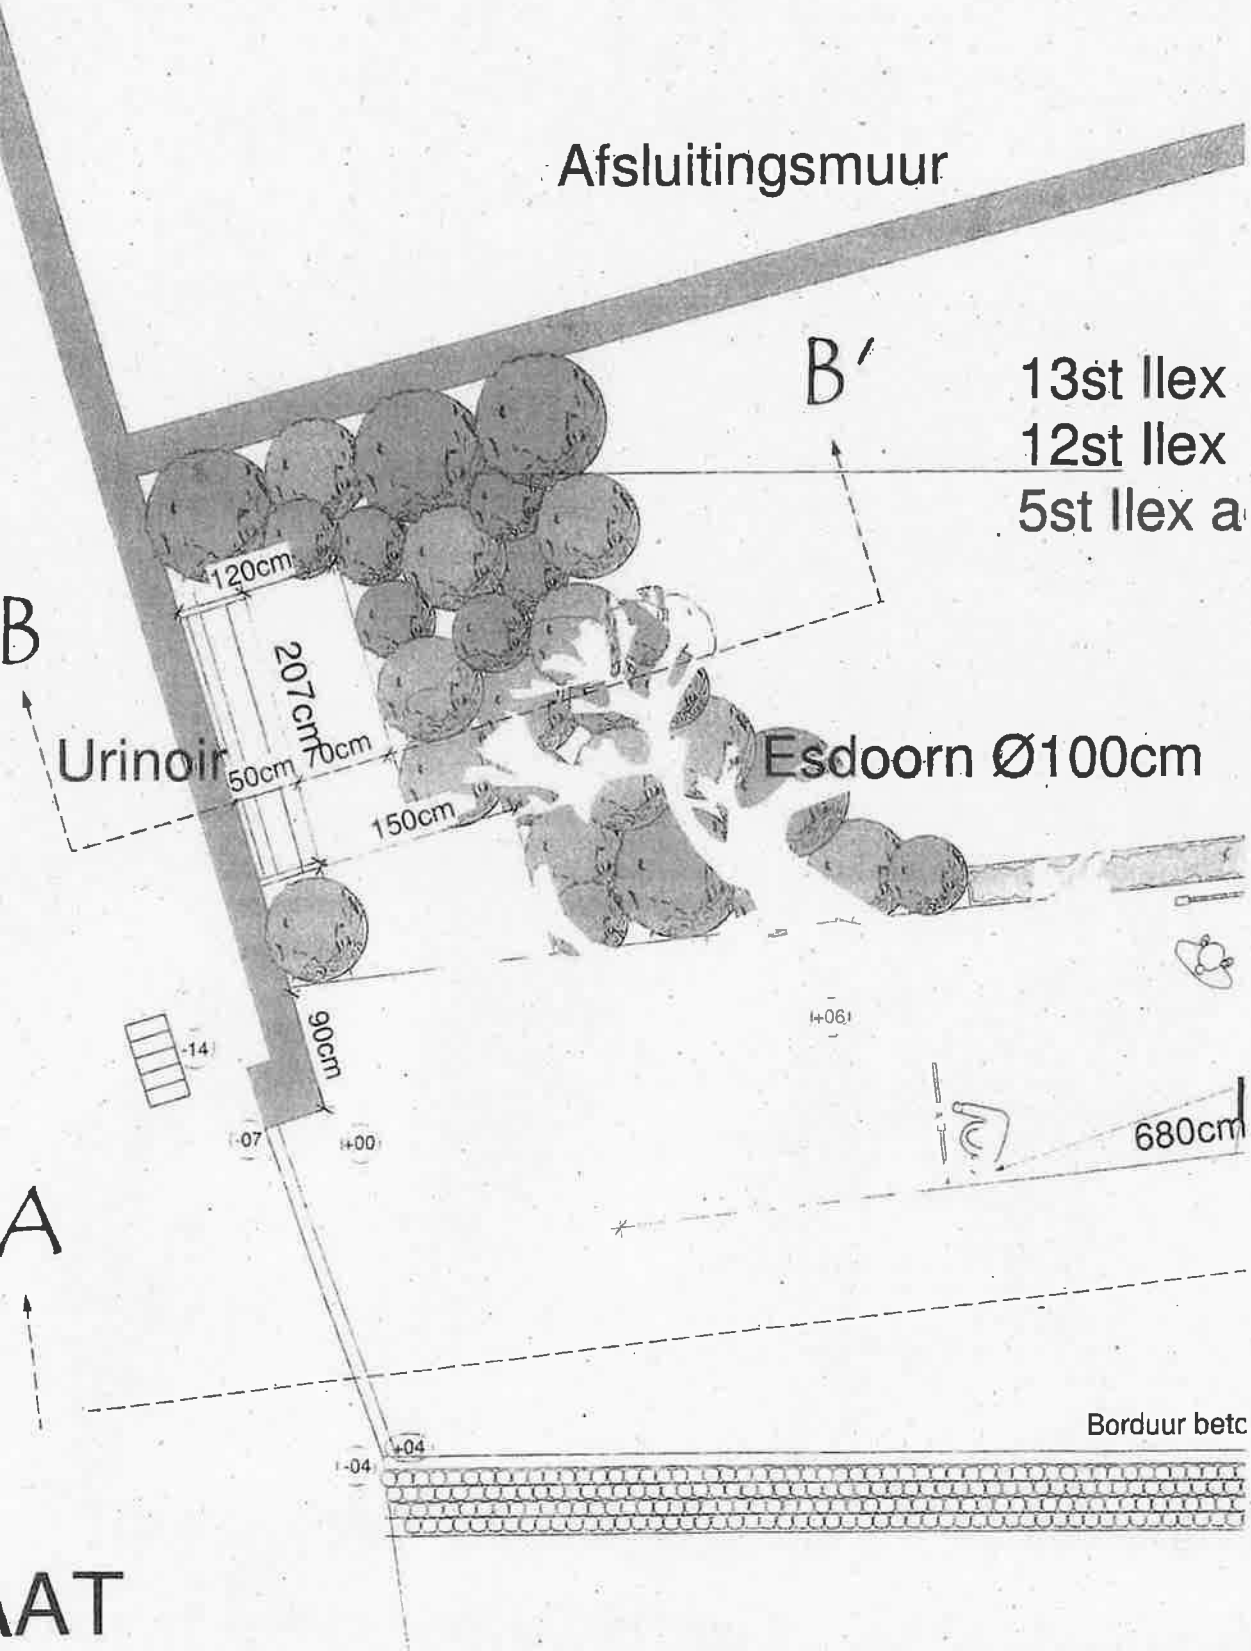 Afsluitingsmuur
B′
13st Ilex
12st Ilex
5st Ilex a
120cm
B
207cm
Urinoir
50cm
70cm
Esdoorn Ø100cm
150cm
90cm
-14
+06
-07
+00
680cm
A
Borduur betc
+04
-04
AAT